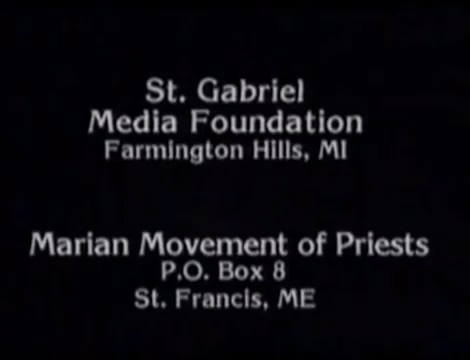 St. Gabriel
Media Foundation
Farmington Hills, MI
Marian Movement of Priests
P.O. Box 8
St. Francis, ME